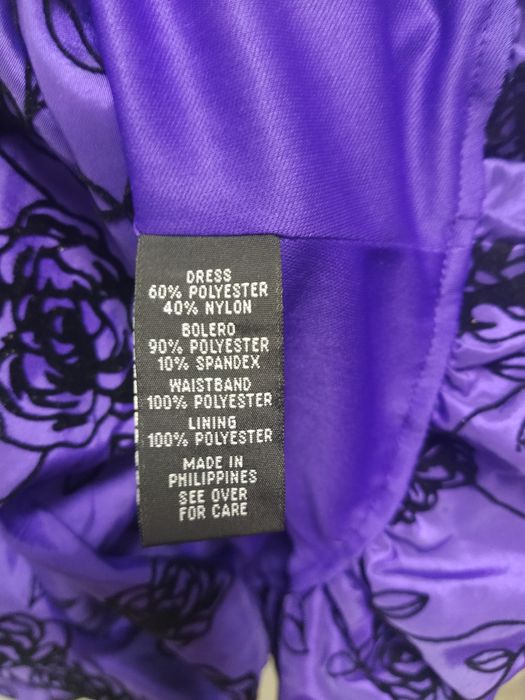 DRESS
60% POLYESTER
40% NYLON
BOLERO
90% POLYESTER
10% SPANDEX
WAISTBAND
100% POLYESTER
LINING
100% POLYESTER
MADE IN
PHILIPPINES
SEE OVER
FOR CARE